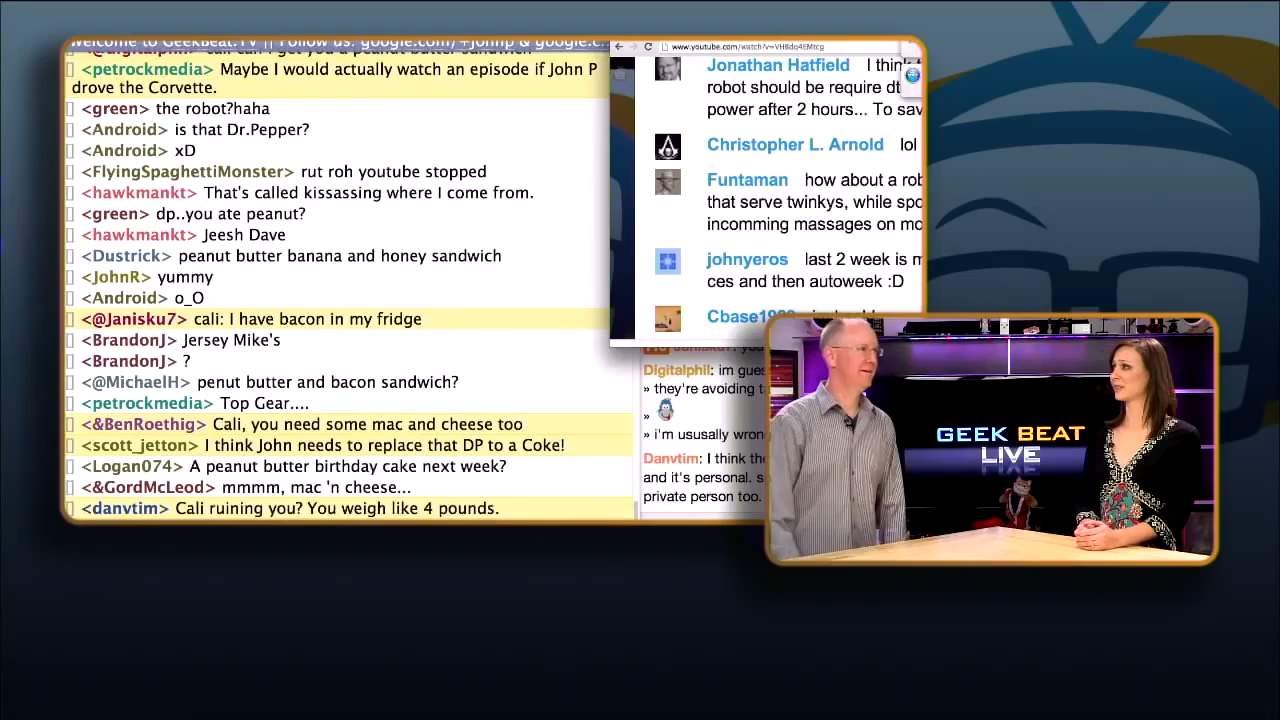 Welcome to GeekBeat.TV || Follow us: google.com/+Johnp & google.c...
<petrockmedia> Maybe I would actually watch an episode if John P
drove the Corvette.
<green> the robot?haha
<Android> is that Dr.Pepper?
<Android> xD
<FlyingSpaghettiMonster> rut roh youtube stopped
<hawkmankt> That's called kissassing where I come from.
<green> dp..you ate peanut?
<hawkmankt> Jeesh Dave
<Dustrick> peanut butter banana and honey sandwich
<JohnR> yummy
<Android> o_O
<@Janisku7> cali: I have bacon in my fridge
<BrandonJ> Jersey Mike's
<BrandonJ> ?
<@MichaelH> penut butter and bacon sandwich?
<petrockmedia> Top Gear....
<&BenRoethig> Cali, you need some mac and cheese too
<scott_jetton> I think John needs to replace that DP to a Coke!
<Logan074> A peanut butter birthday cake next week?
<&GordMcLeod> mmmm, mac 'n cheese...
<danvtim> Cali ruining you? You weigh like 4 pounds.
www.youtube.com/watch?v=VHBdq4EMtcg
Jonathan Hatfield I think
robot should be require dt
power after 2 hours... To sav
Christopher L. Arnold lol
Funtaman how about a rob
that serve twinkys, while spo
incomming massages on mo
johnyeros last 2 week is m
ces and then autoweek :D
Digitalphil: im gues
» they're avoiding ta
»
» i'm ususally wron
Danvtim: I think the
and it's personal. s
private person too.
GEEK BEAT
LIVE